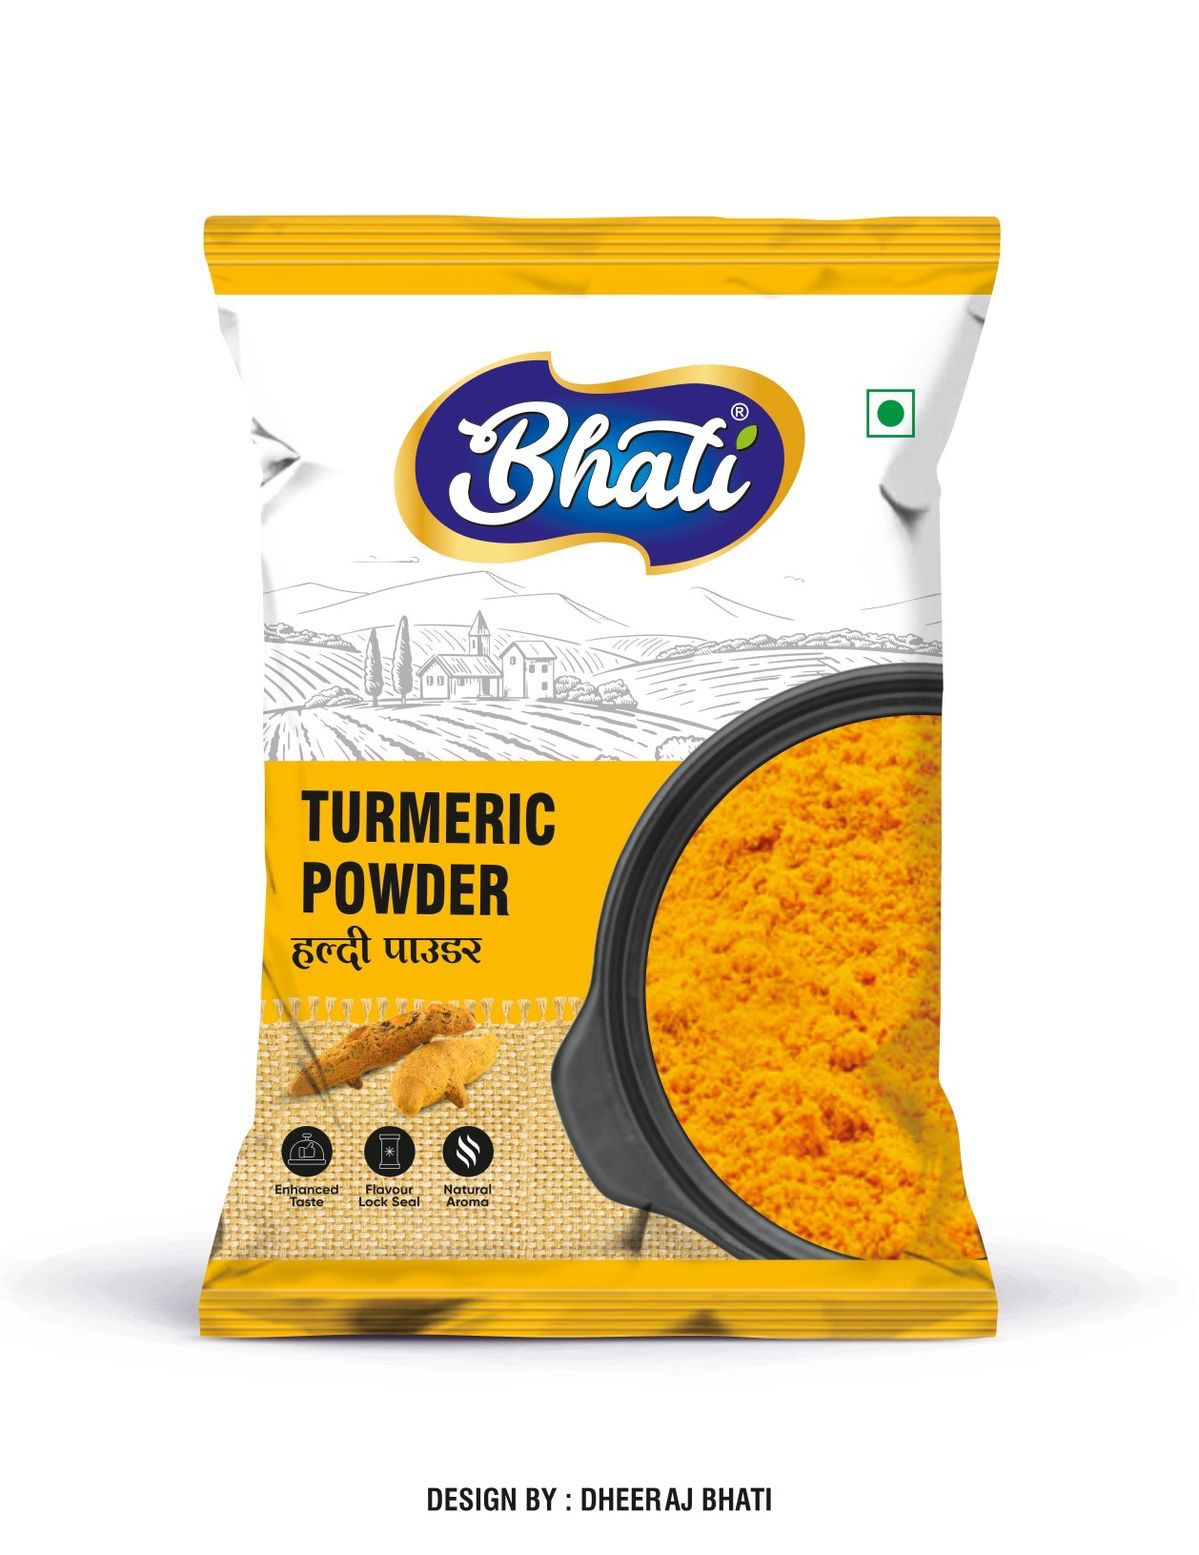 Bhati®
TURMERIC
POWDER
हल्दी पाउडर
Enhanced
Taste
Flavour
Lock Seal
Natural
Aroma
DESIGN BY : DHEERAJ BHATI